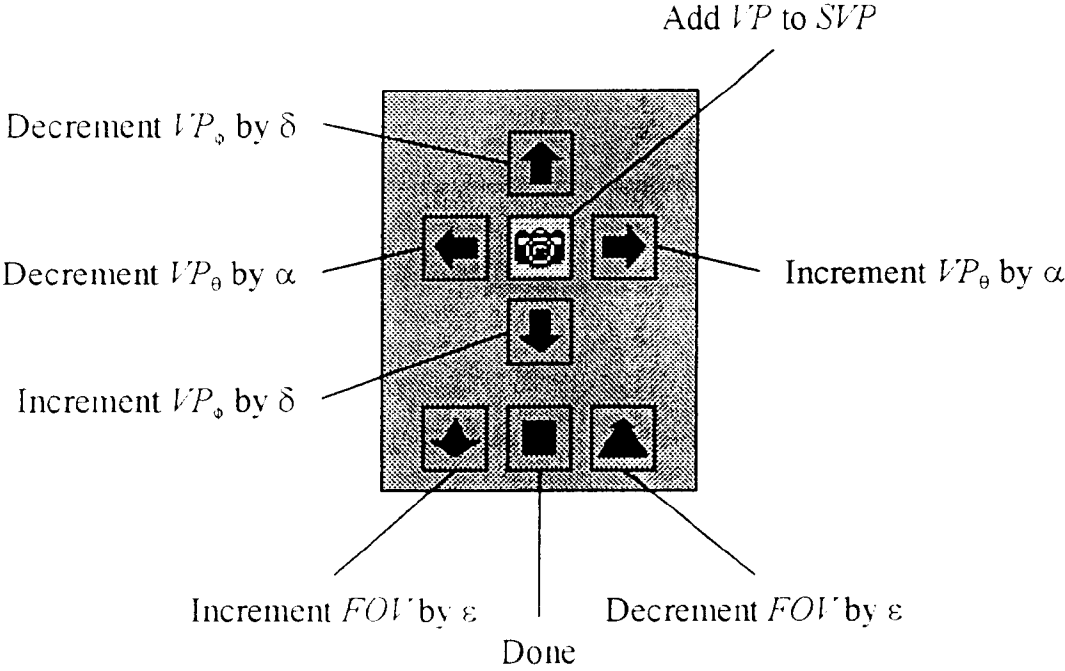 Add VP to SVP
Decrement VPφ by δ
Decrement VPθ by α
Increment VPθ by α
Increment VPφ by δ
Increment FOV by ε
Decrement FOV by ε
Done